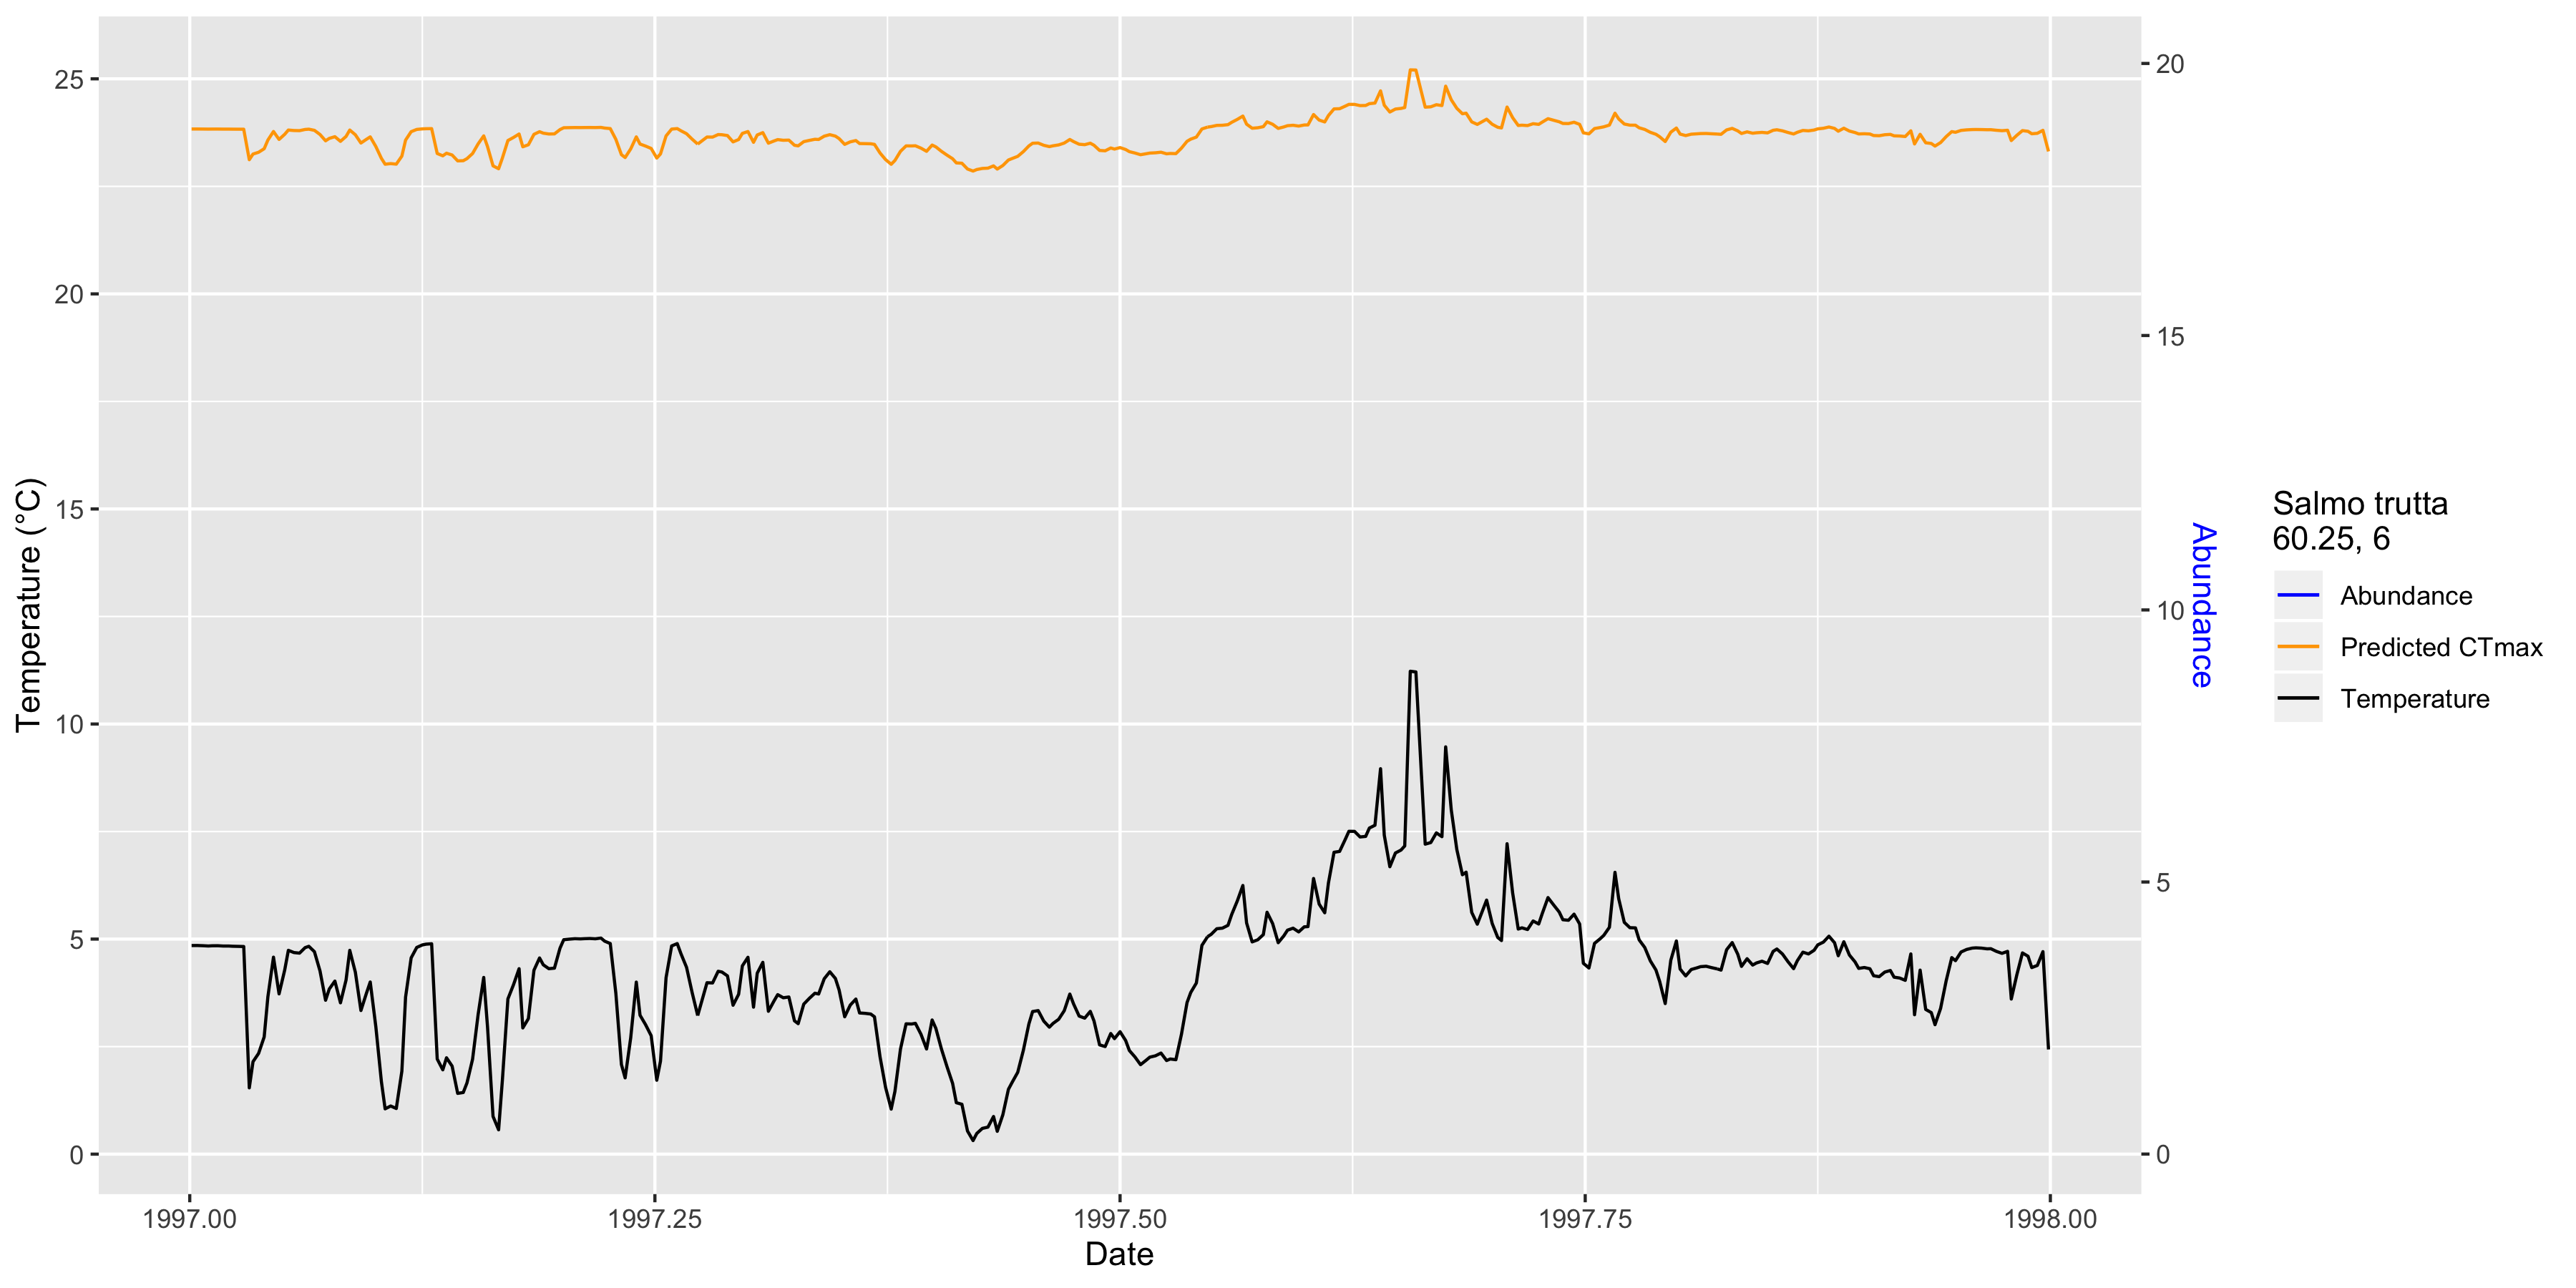 25
20
15
10
5
0
Temperature (°C)
20
15
10
5
0
Abundance
1997.00
1997.25
1997.50
1997.75
1998.00
Date
Salmo trutta
60.25, 6
Abundance
Predicted CTmax
Temperature